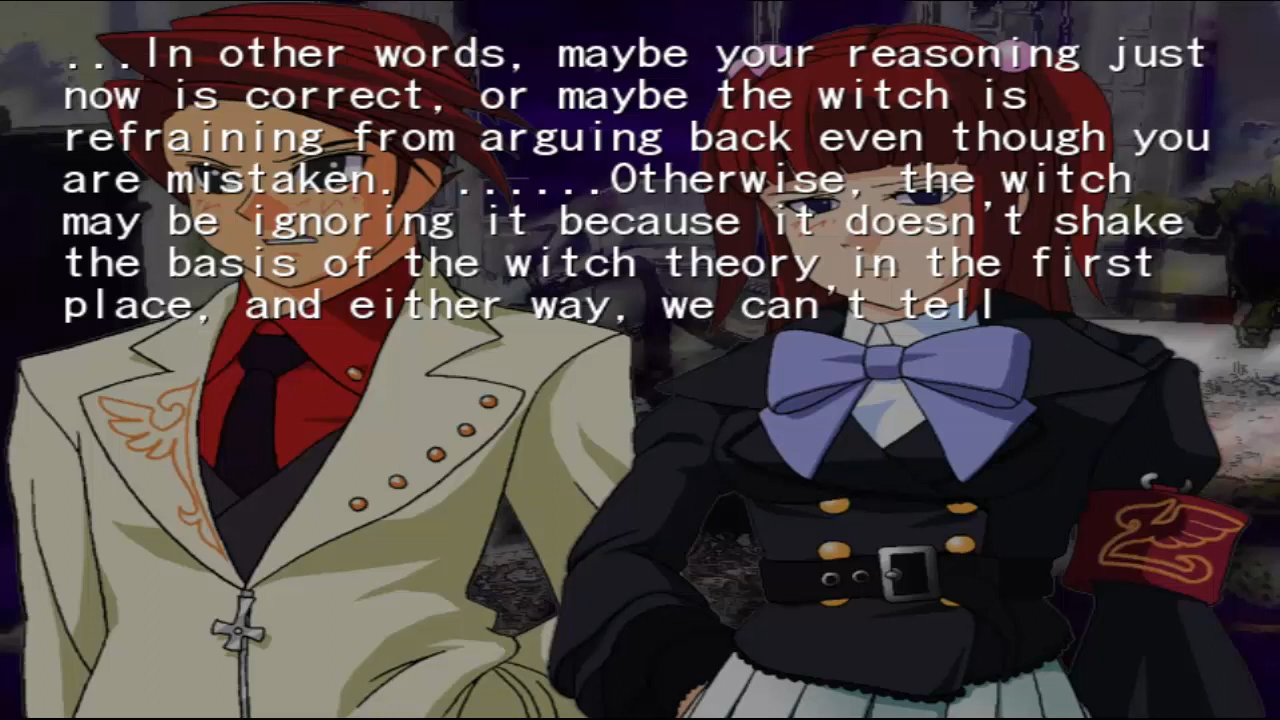 ...In other words, maybe your reasoning just
now is correct, or maybe the witch is
refraining from arguing back even though you
are mistaken. .......Otherwise, the witch
may be ignoring it because it doesn't shake
the basis of the witch theory in the first
place, and either way, we can't tell